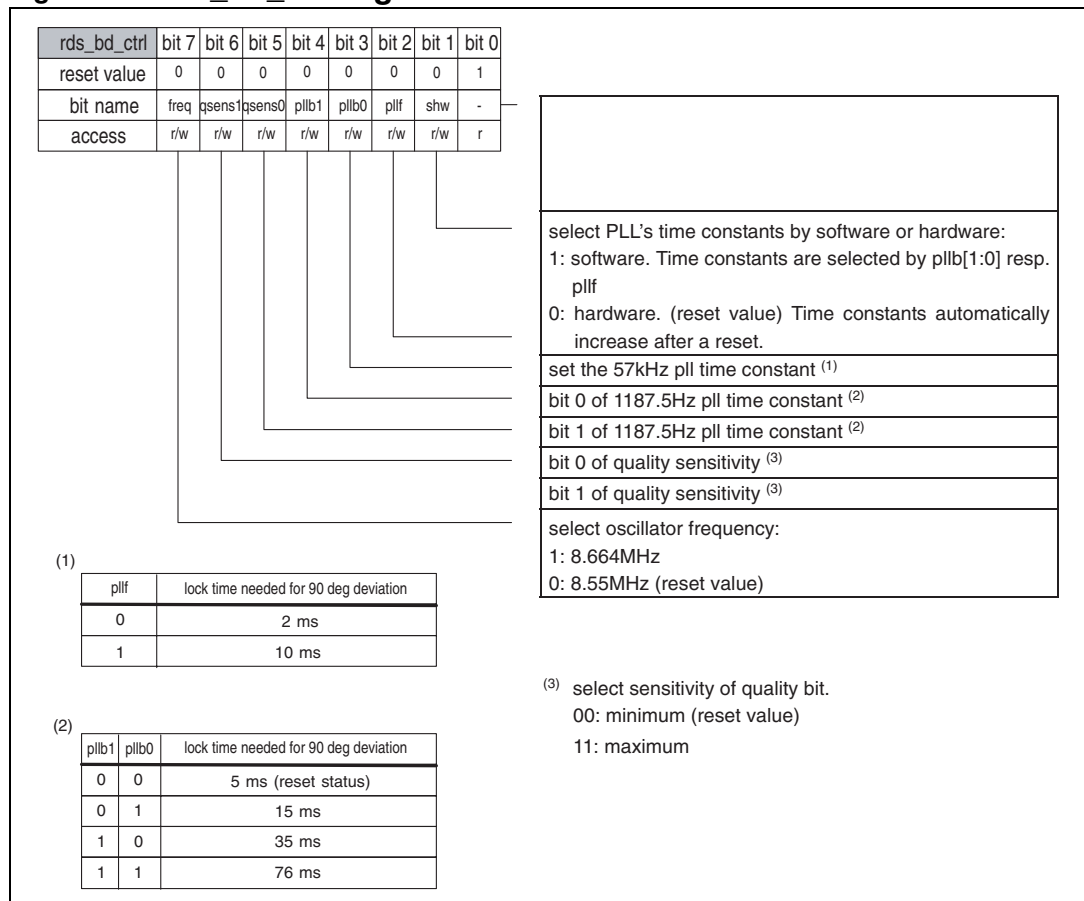 rds_bd_ctrl bit 7 bit 6 bit 5 bit 4 bit 3 bit 2 bit 1 bit 0
reset value 0 0 0 0 0 0 0 1
bit name freq qsens1 qsens0 pllb1 pllb0 pllf shw -
access r/w r/w r/w r/w r/w r/w r/w r
select PLL's time constants by software or hardware:
1: software. Time constants are selected by pllb[1:0] resp.
pllf
0: hardware. (reset value) Time constants automatically
increase after a reset.
set the 57kHz pll time constant (1)
bit 0 of 1187.5Hz pll time constant (2)
bit 1 of 1187.5Hz pll time constant (2)
bit 0 of quality sensitivity (3)
bit 1 of quality sensitivity (3)
select oscillator frequency:
1: 8.664MHz
0: 8.55MHz (reset value)
(1)
pllf lock time needed for 90 deg deviation
0 2 ms
1 10 ms
(3) select sensitivity of quality bit.
00: minimum (reset value)
11: maximum
(2)
pllb1 pllb0 lock time needed for 90 deg deviation
0 0 5 ms (reset status)
0 1 15 ms
1 0 35 ms
1 1 76 ms